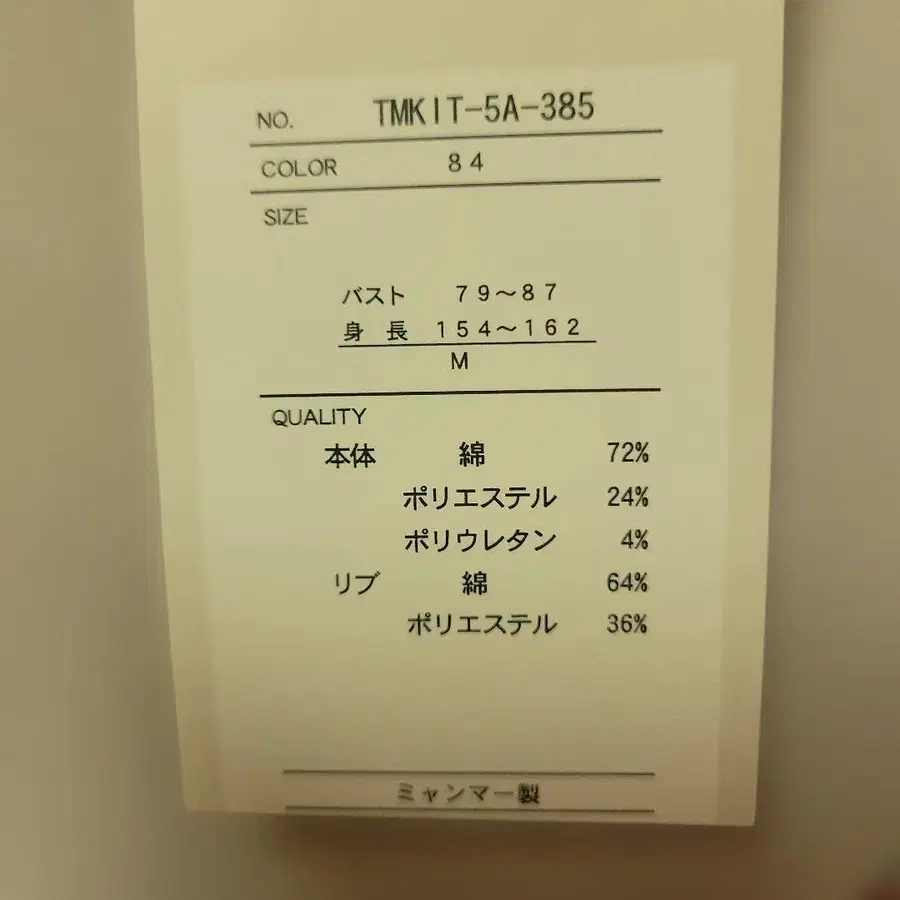 NO. TMKIT-5A-385
COLOR 84
SIZE
バスト 79～87
身長 154～162
M
QUALITY
本体 綿 72%
ポリエステル 24%
ポリウレタン 4%
リブ 綿 64%
ポリエステル 36%
ミャンマー製